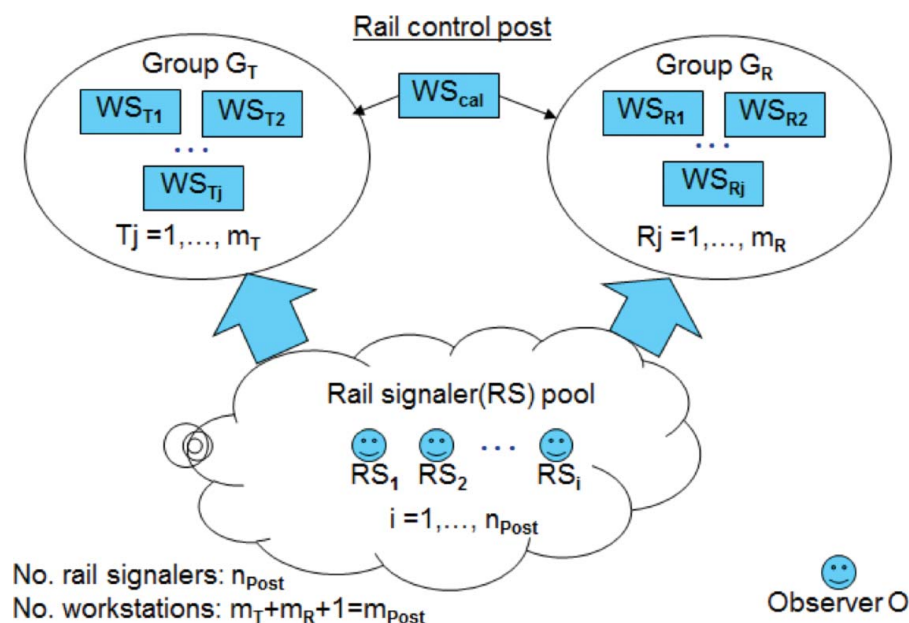 Rail control post
Group G_T
WS_T1 WS_T2
...
WS_Tj
Tj =1,..., m_T
WS_cal
Group G_R
WS_R1 WS_R2
...
WS_Rj
Rj =1,..., m_R
Rail signaler(RS) pool
...
RS_1 RS_2 RS_i
i =1,..., n_Post
No. rail signalers: n_Post
No. workstations: m_T+m_R+1=m_Post
Observer O